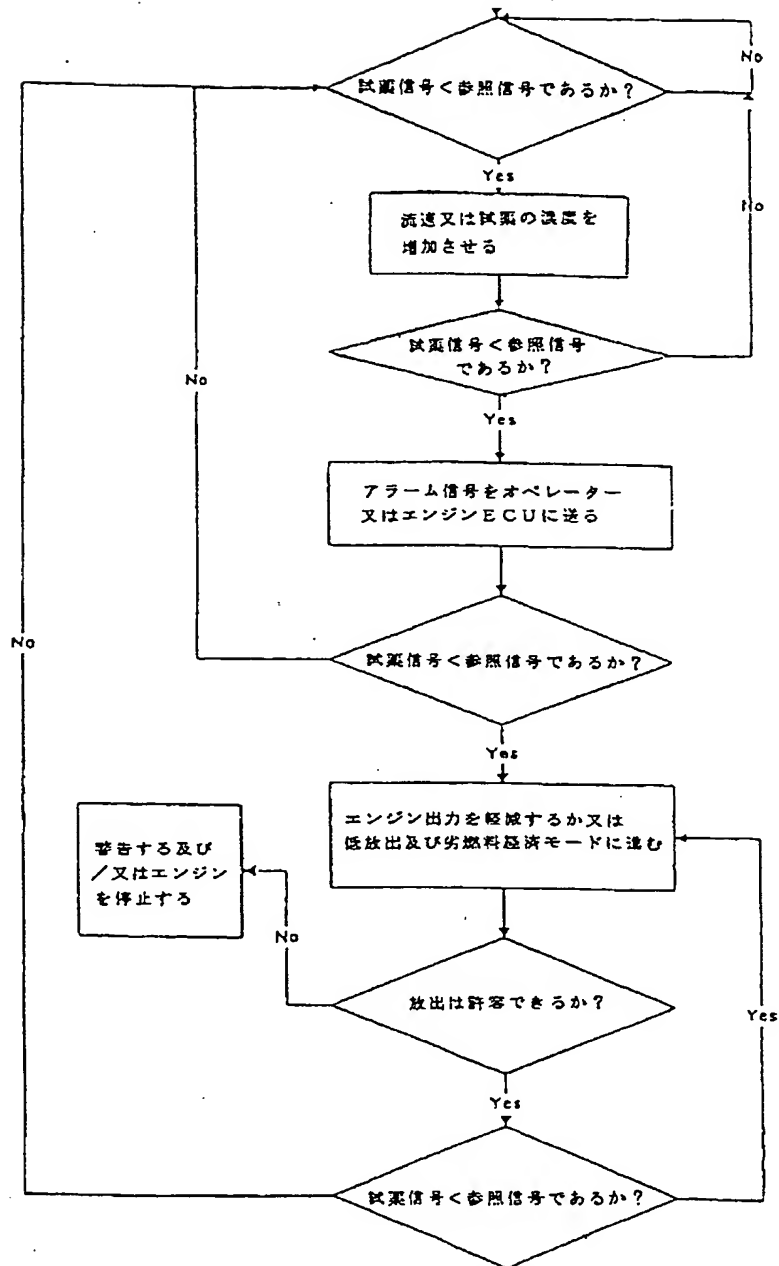 試薬信号<参照信号であるか?
No
Yes
流速又は試薬の濃度を
増加させる
No
試薬信号<参照信号
であるか?
No
Yes
アラーム信号をオペレーター
又はエンジンECUに送る
試薬信号<参照信号であるか?
No
Yes
エンジン出力を軽減するか又は
低放出及び劣燃料経済モードに進む
警告する及び
/又はエンジン
を停止する
No
放出は許容できるか?
Yes
Yes
試薬信号<参照信号であるか?